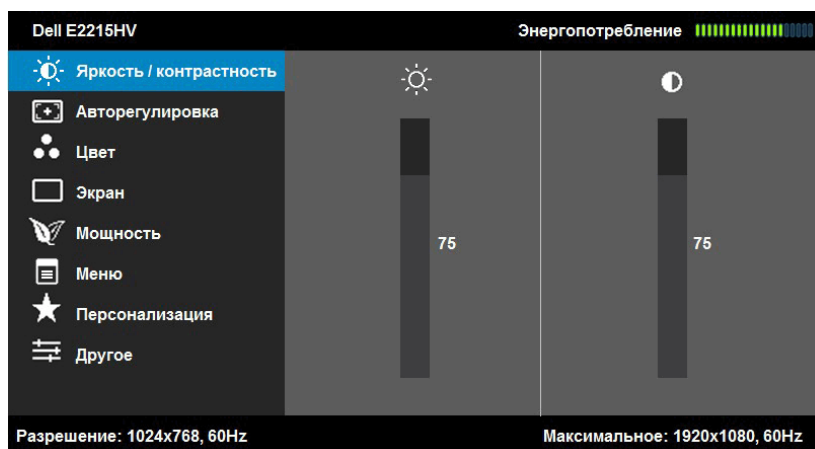 Dell E2215HV
Энергопотребление
Яркость / контрастность
Авторегулировка
Цвет
Экран
Мощность
Меню
Персонализация
Другое
75
75
Разрешение: 1024x768, 60Hz
Максимальное: 1920x1080, 60Hz